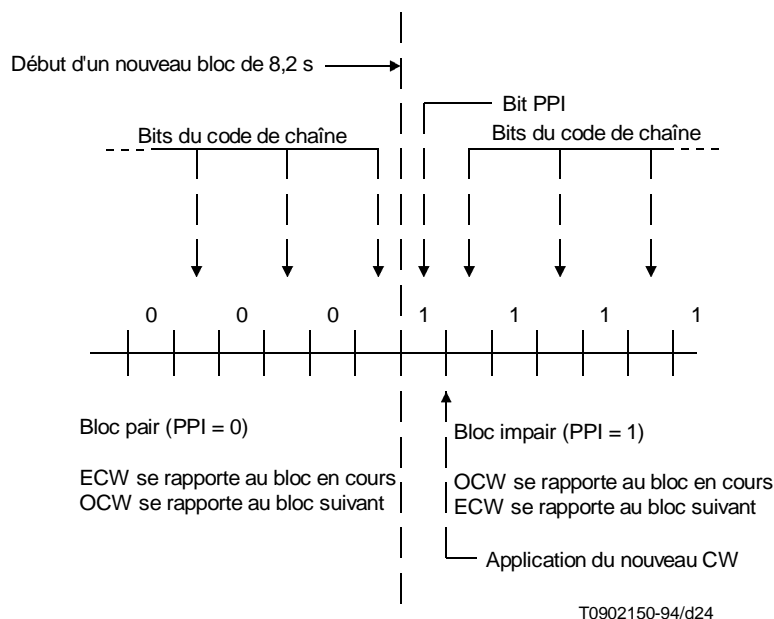 Début d'un nouveau bloc de 8,2 s
Bit PPI
Bits du code de chaîne
Bits du code de chaîne
0 0 0 1 1 1 1
Bloc pair (PPI = 0)
ECW se rapporte au bloc en cours
OCW se rapporte au bloc suivant
Bloc impair (PPI = 1)
OCW se rapporte au bloc en cours
ECW se rapporte au bloc suivant
Application du nouveau CW
T0902150-94/d24